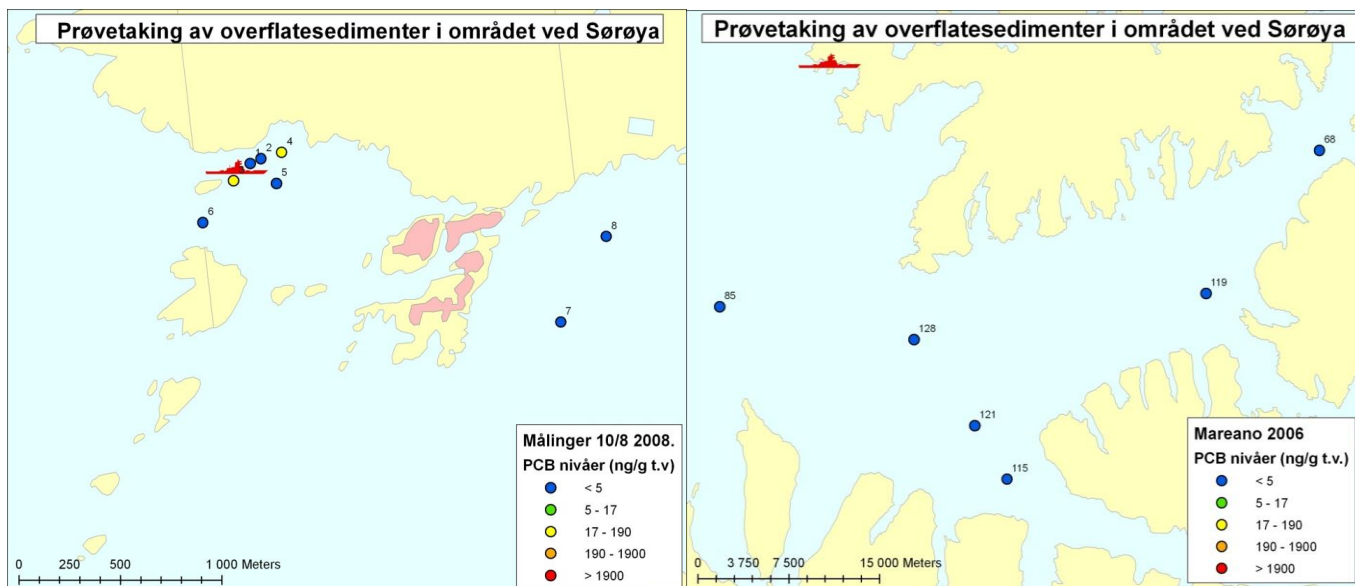 Prøvetaking av overflatesedimenter i området ved Sørøya
4
2
1
5
6
8
7
Målinger 10/8 2008.
PCB nivåer (ng/g t.v)
< 5
5 - 17
17 - 190
190 - 1900
> 1900
0 250 500 1 000 Meters
Prøvetaking av overflatesedimenter i området ved Sørøya
68
119
85
128
121
115
Mareano 2006
PCB nivåer (ng/g t.v.)
< 5
5 - 17
17 - 190
190 - 1900
> 1900
0 3 750 7 500 15 000 Meters